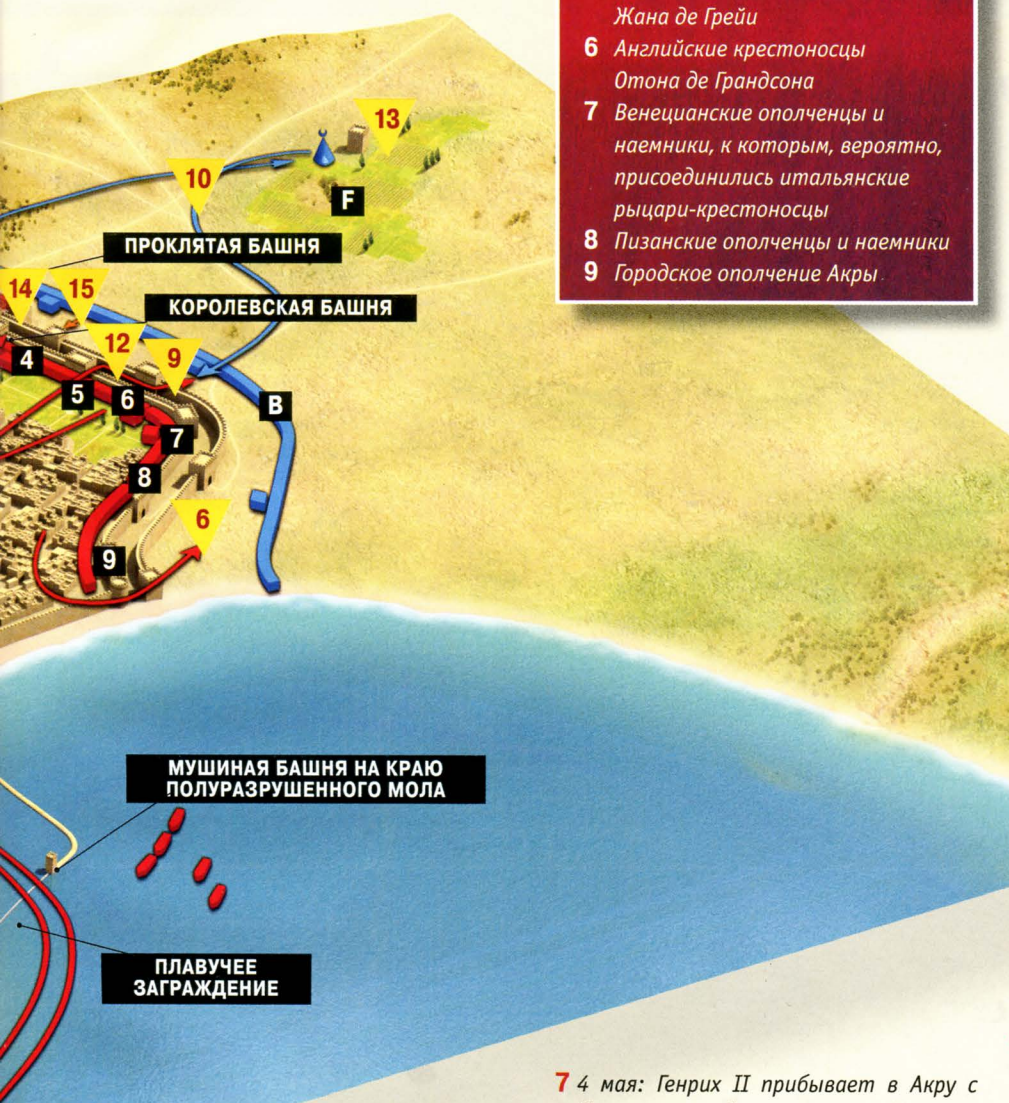 Жана де Грейи
6 Английские крестоносцы
Отона де Грандсона
7 Венецианские ополченцы и
наемники, к которым, вероятно,
присоединились итальянские
рыцари-крестоносцы
8 Пизанские ополченцы и наемники
9 Городское ополчение Акры
13
10
F
ПРОКЛЯТАЯ БАШНЯ
14
15
КОРОЛЕВСКАЯ БАШНЯ
12
9
4
5
6
B
7
8
6
9
МУШИНАЯ БАШНЯ НА КРАЮ
ПОЛУРАЗРУШЕННОГО МОЛА
ПЛАВУЧЕЕ
ЗАГРАЖДЕНИЕ
7 4 мая: Генрих II прибывает в Акру с